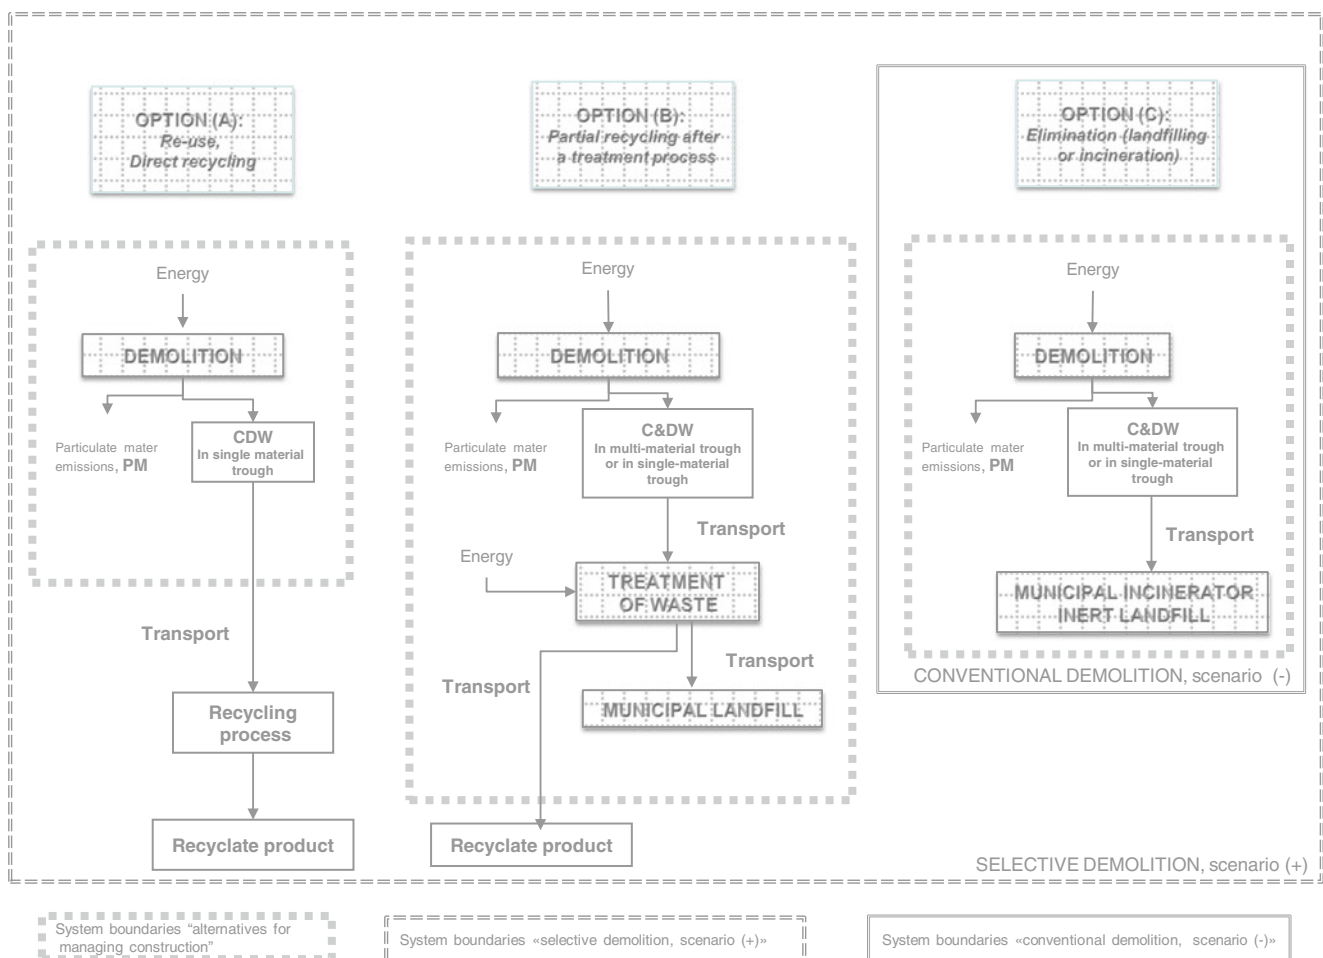 OPTION (A):
Re-use,
Direct recycling
OPTION (B):
Partial recycling after
a treatment process
OPTION (C):
Elimination (landfilling
or incineration)
Energy
DEMOLITION
Particulate mater
emissions, PM
CDW
In single material
trough
Transport
Recycling
process
Recyclate product
Energy
DEMOLITION
Particulate mater
emissions, PM
C&DW
In multi-material trough
or in single-material
trough
Transport
Energy
TREATMENT
OF WASTE
Transport
Transport
MUNICIPAL LANDFILL
Recyclate product
Energy
DEMOLITION
Particulate mater
emissions, PM
C&DW
In multi-material trough
or in single-material
trough
Transport
MUNICIPAL INCINERATOR
INERT LANDFILL
CONVENTIONAL DEMOLITION, scenario (-)
SELECTIVE DEMOLITION, scenario (+)
System boundaries “alternatives for
managing construction”
System boundaries «selective demolition, scenario (+)»
System boundaries «conventional demolition, scenario (-)»